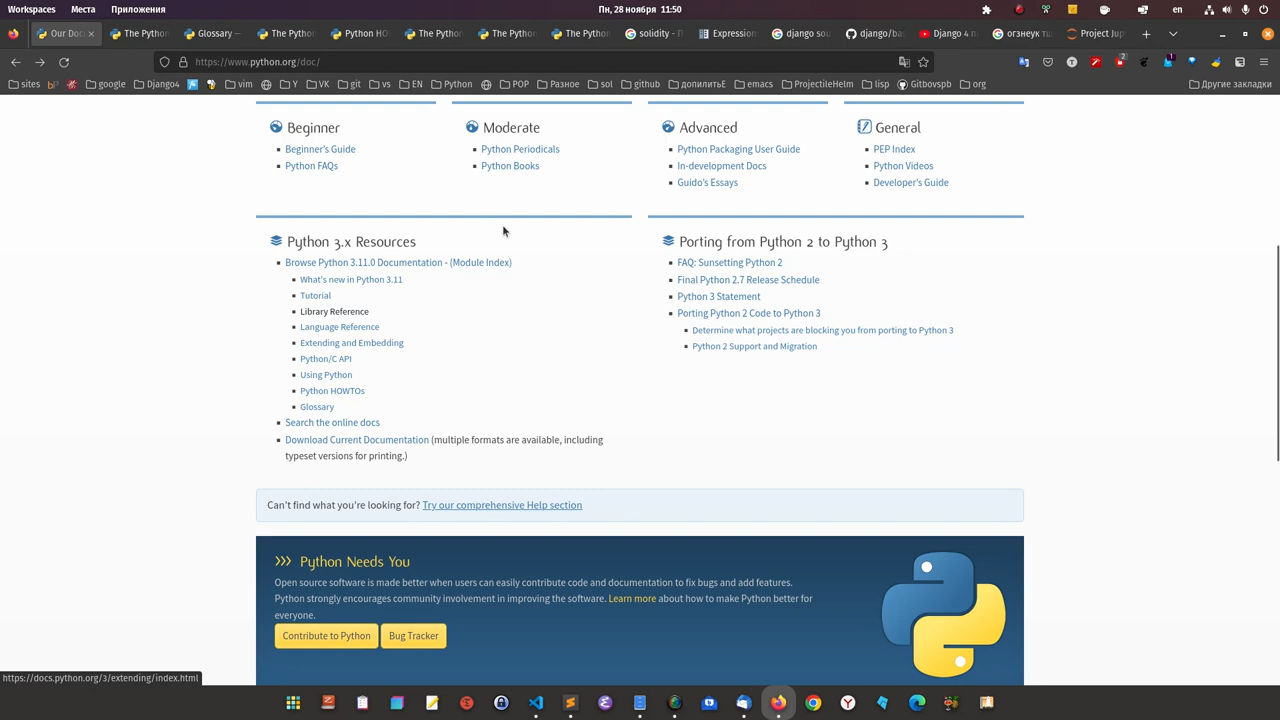 Workspaces Места Приложения Пн, 28 ноября 11:50 en
Our Doc The Python Glossary — The Python Python HO The Python The Python The Python solidity - П Expression django sou github django/ba Django 4 п огзнеук ти Project Jup
https://www.python.org/doc/
sites google Django4 vim Y VK git vs EN Python POP Разное sol github допилитьЕ emacs ProjectileHelm lisp Gitbovspb org Другие закладки
Beginner Moderate Advanced General
Beginner's Guide Python Periodicals Python Packaging User Guide PEP Index
Python FAQs Python Books In-development Docs Python Videos
Guido's Essays Developer's Guide
Python 3.x Resources Porting from Python 2 to Python 3
Browse Python 3.11.0 Documentation - (Module Index) FAQ: Sunsetting Python 2
What's new in Python 3.11 Final Python 2.7 Release Schedule
Tutorial Python 3 Statement
Library Reference Porting Python 2 Code to Python 3
Language Reference Determine what projects are blocking you from porting to Python 3
Extending and Embedding Python 2 Support and Migration
Python/C API
Using Python
Python HOWTOs
Glossary
Search the online docs
Download Current Documentation (multiple formats are available, including
typeset versions for printing.)
Can't find what you're looking for? Try our comprehensive Help section
>>> Python Needs You
Open source software is made better when users can easily contribute code and documentation to fix bugs and add features.
Python strongly encourages community involvement in improving the software. Learn more about how to make Python better for
everyone.
Contribute to Python Bug Tracker
https://docs.python.org/3/extending/index.html